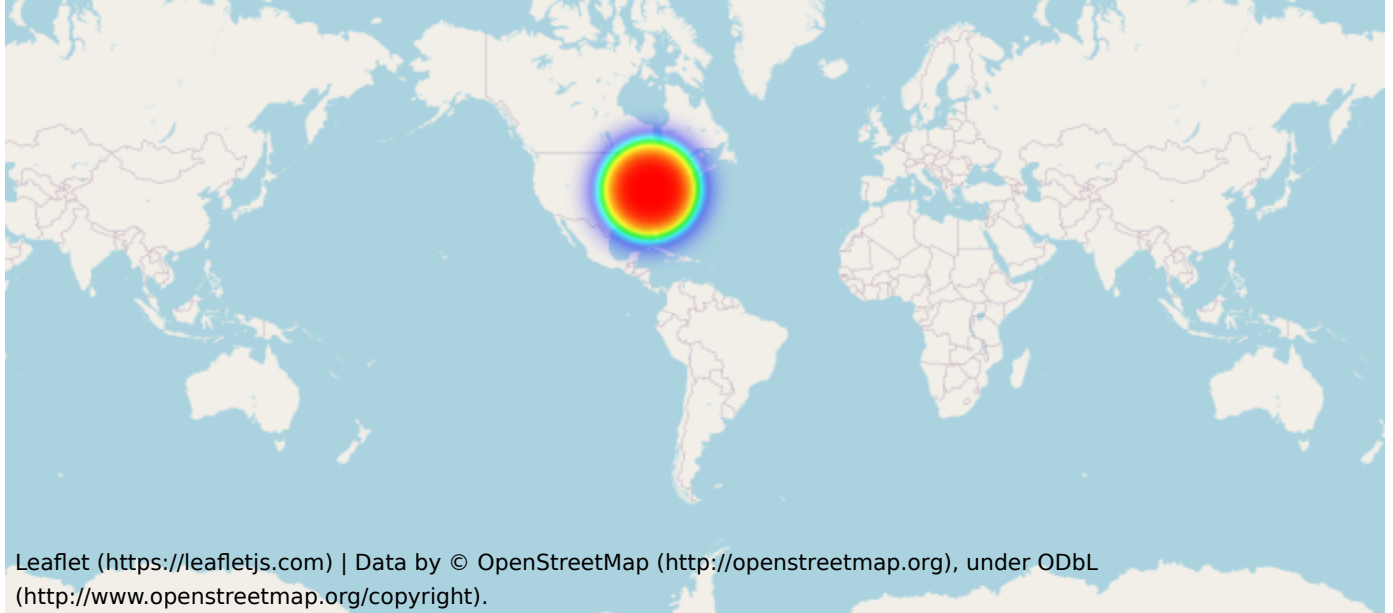 Leaflet (https://leafletjs.com) | Data by © OpenStreetMap (http://openstreetmap.org), under ODbL
(http://www.openstreetmap.org/copyright).